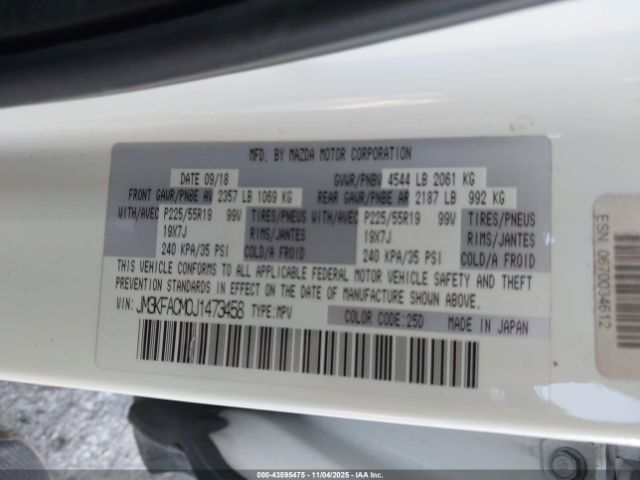 MFD. BY MAZDA MOTOR CORPORATION
DATE 09/18 GVWR/PNBV 4544 LB 2061 KG
FRONT GAWR/PNBE AV 2357 LB 1069 KG REAR GAWR/PNBE AR 2187 LB 992 KG
WITH/AVEC P225/55R19 99V TIRES/PNEUS WITH/AVEC P225/55R19 99V TIRES/PNEUS
19X7J RIMS/JANTES 19X7J RIMS/JANTES
240 KPA/35 PSI COLD/A FROID 240 KPA/35 PSI COLD/A FROID
THIS VEHICLE CONFORMS TO ALL APPLICABLE FEDERAL MOTOR VEHICLE SAFETY AND THEFT
PREVENTION STANDARDS IN EFFECT ON THE DATE OF MANUFACTURE SHOWN ABOVE.
VIN: JM3KFACM0J1473458 TYPE: MPV COLOR CODE: 25D MADE IN JAPAN
ESN 0670034612
000-43595475 11/04/2025 IAAI.COM